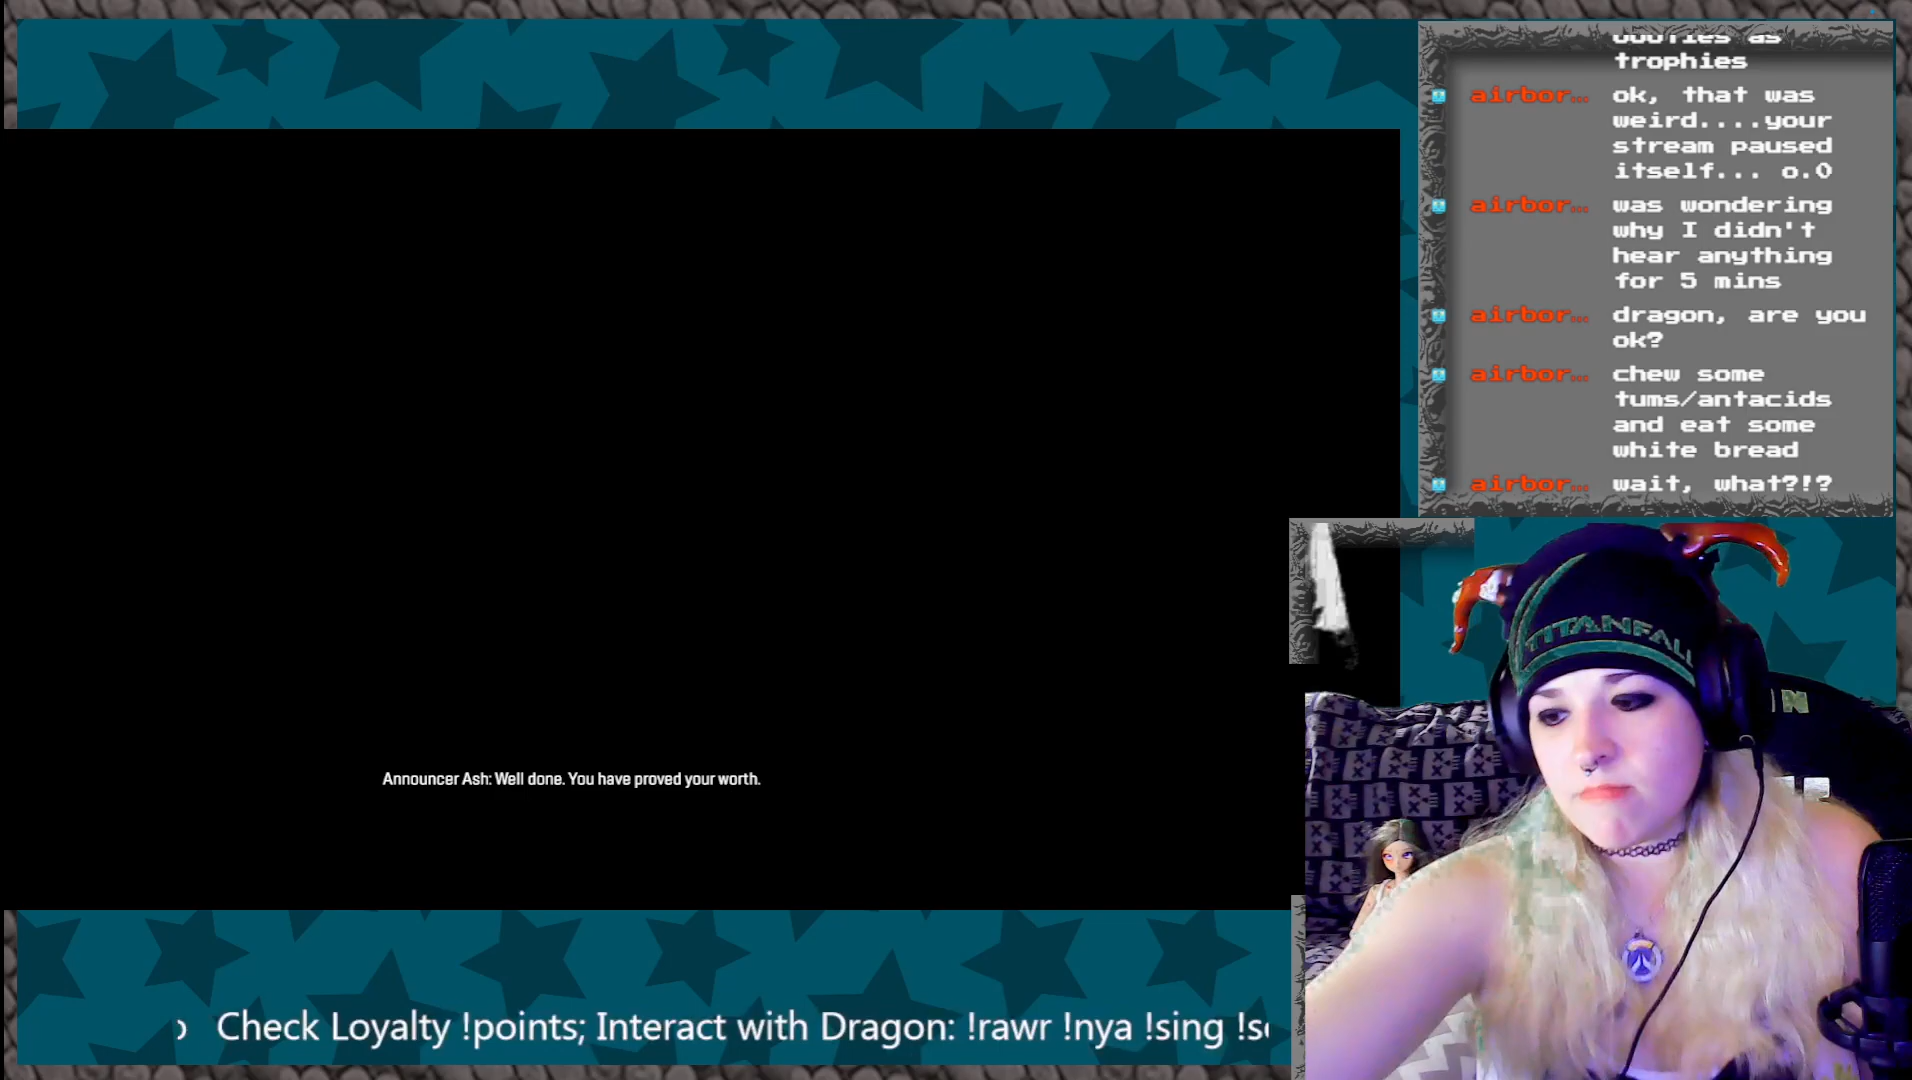 trophies
airbor... ok, that was
weird....your
stream paused
itself... o.O
airbor... was wondering
why I didn't
hear anything
for 5 mins
airbor... dragon, are you
ok?
airbor... chew some
tums/antacids
and eat some
white bread
airbor... wait, what?!?
TITANFALL
Announcer Ash: Well done. You have proved your worth.
Check Loyalty !points; Interact with Dragon: !rawr !nya !sing